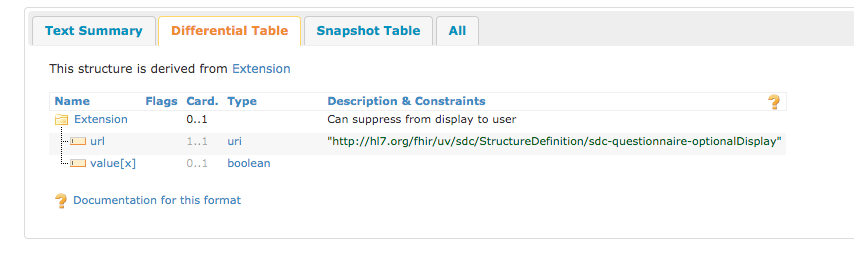 Text Summary Differential Table Snapshot Table All
This structure is derived from Extension
Name Flags Card. Type Description & Constraints ?
Extension 0..1 Can suppress from display to user
url 1..1 uri "http://hl7.org/fhir/uv/sdc/StructureDefinition/sdc-questionnaire-optionalDisplay"
value[x] 0..1 boolean
? Documentation for this format